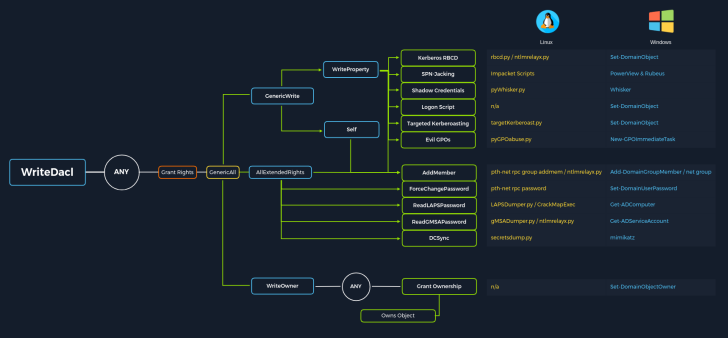 Linux
Windows
WriteDacl
ANY
Grant Rights
GenericAll
GenericWrite
WriteProperty
Self
AllExtendedRights
WriteOwner
ANY
Kerberos RBCD
rbcd.py / ntlmrelayx.py
Set-DomainObject
SPN-Jacking
Impacket Scripts
PowerView & Rubeus
Shadow Credentials
pyWhisker.py
Whisker
Logon Script
n/a
Set-DomainObject
Targeted Kerberoasting
targetKerberoast.py
Set-DomainObject
Evil GPOs
pyGPOabuse.py
New-GPOImmediateTask
AddMember
pth-net rpc group addmem / ntlmrelayx.py
Add-DomainGroupMember / net group
ForceChangePassword
pth-net rpc password
Set-DomainUserPassword
ReadLAPSPassword
LAPSDumper.py / CrackMapExec
Get-ADComputer
ReadGMSAPassword
gMSADumper.py / ntlmrelayx.py
Get-ADServiceAccount
DCSync
secretsdump.py
mimikatz
Grant Ownership
n/a
Set-DomainObjectOwner
Owns Object